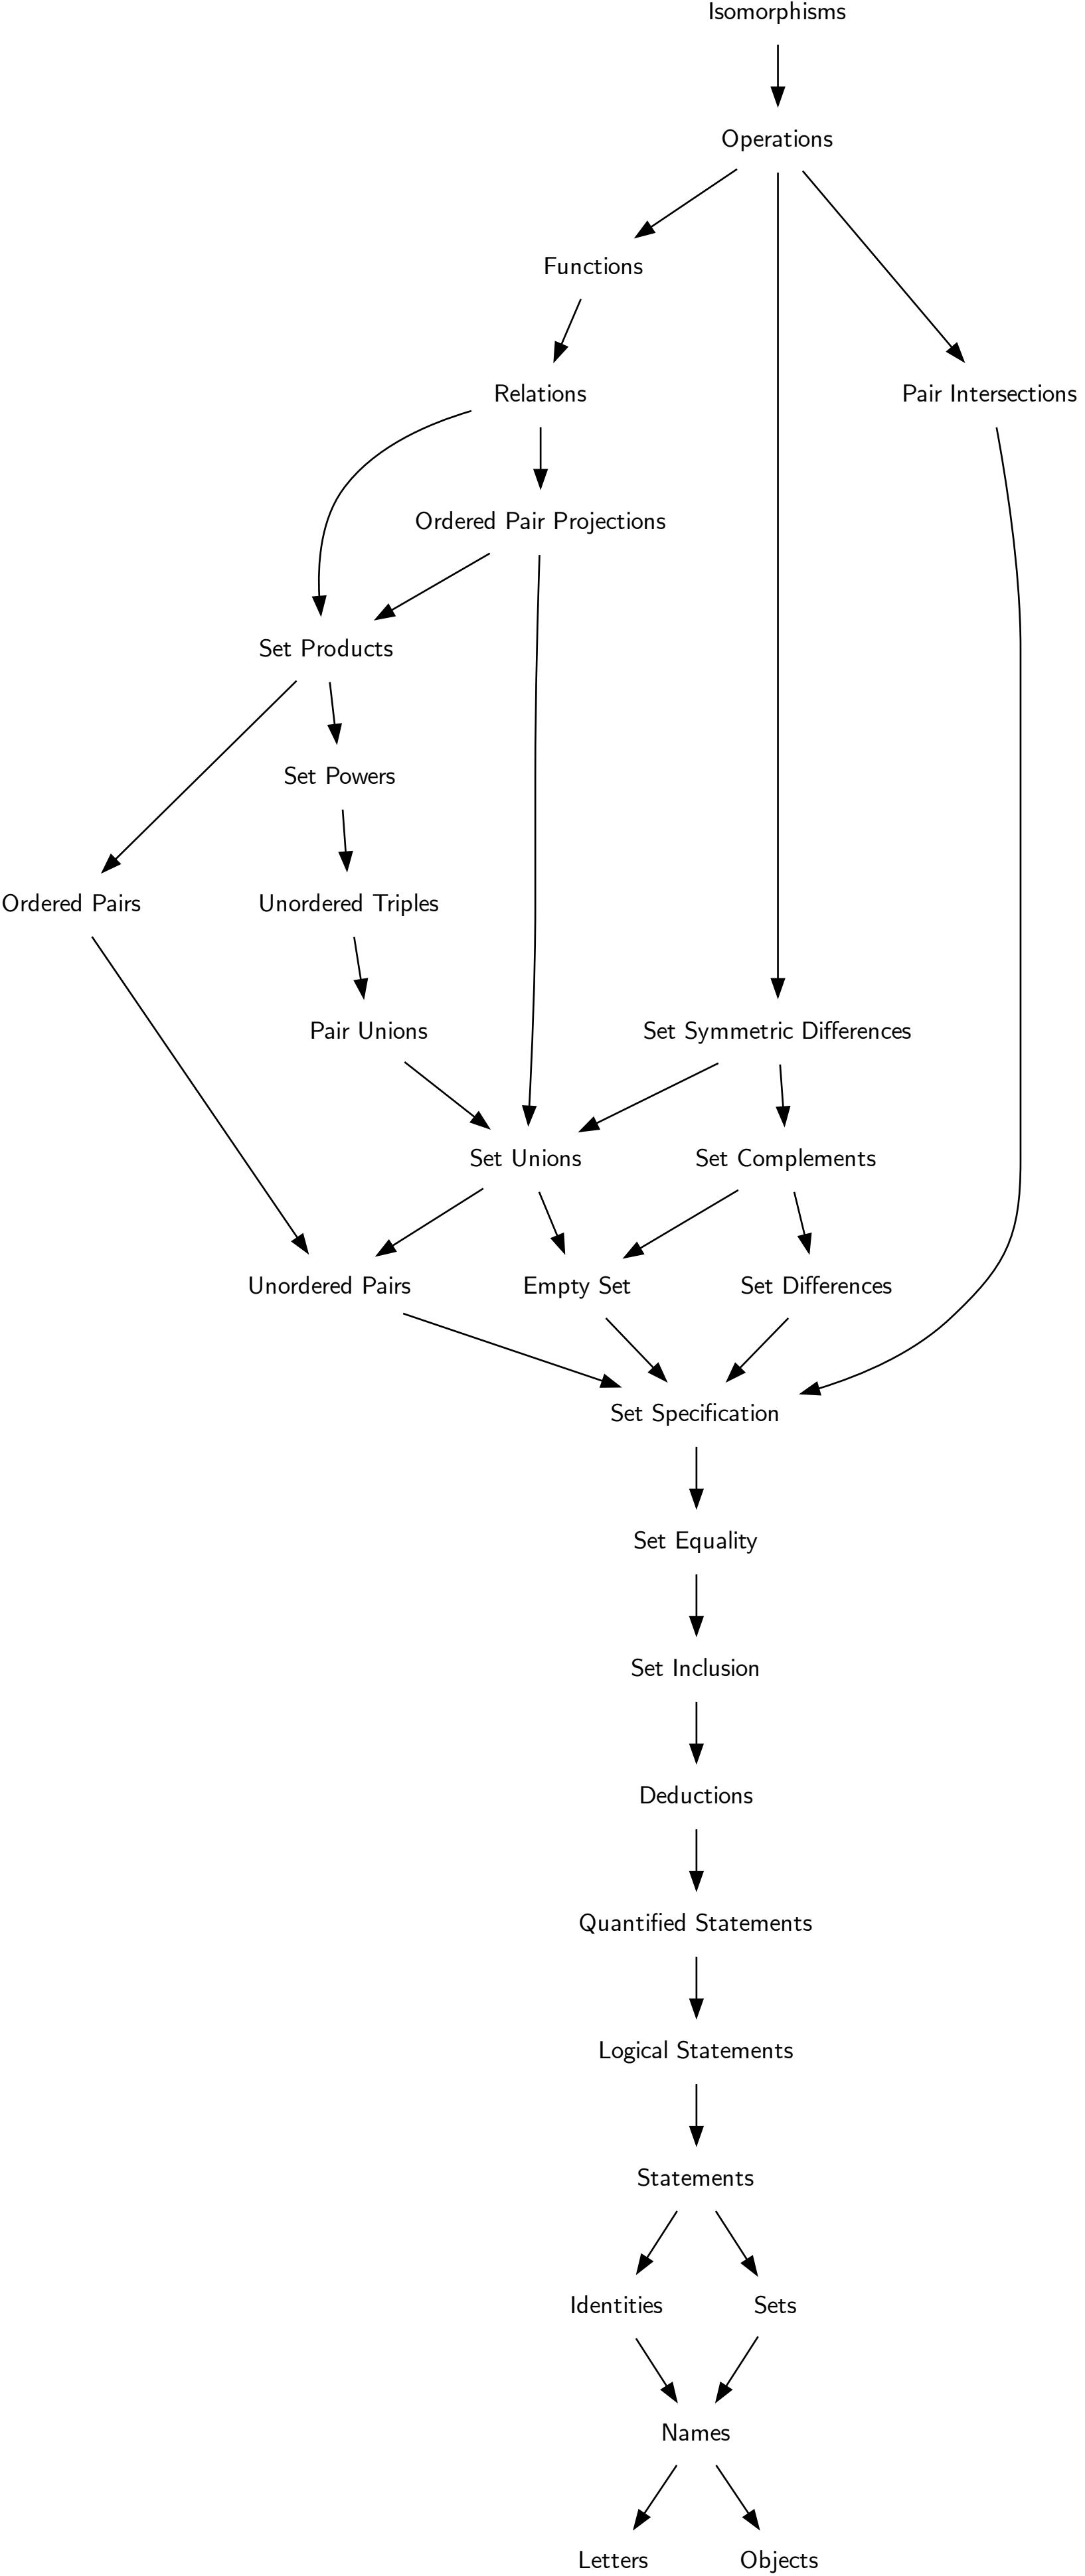 Isomorphisms
Operations
Functions
Relations
Pair Intersections
Ordered Pair Projections
Set Products
Set Powers
Ordered Pairs
Unordered Triples
Pair Unions
Set Symmetric Differences
Set Unions
Set Complements
Unordered Pairs
Empty Set
Set Differences
Set Specification
Set Equality
Set Inclusion
Deductions
Quantified Statements
Logical Statements
Statements
Identities
Sets
Names
Letters
Objects